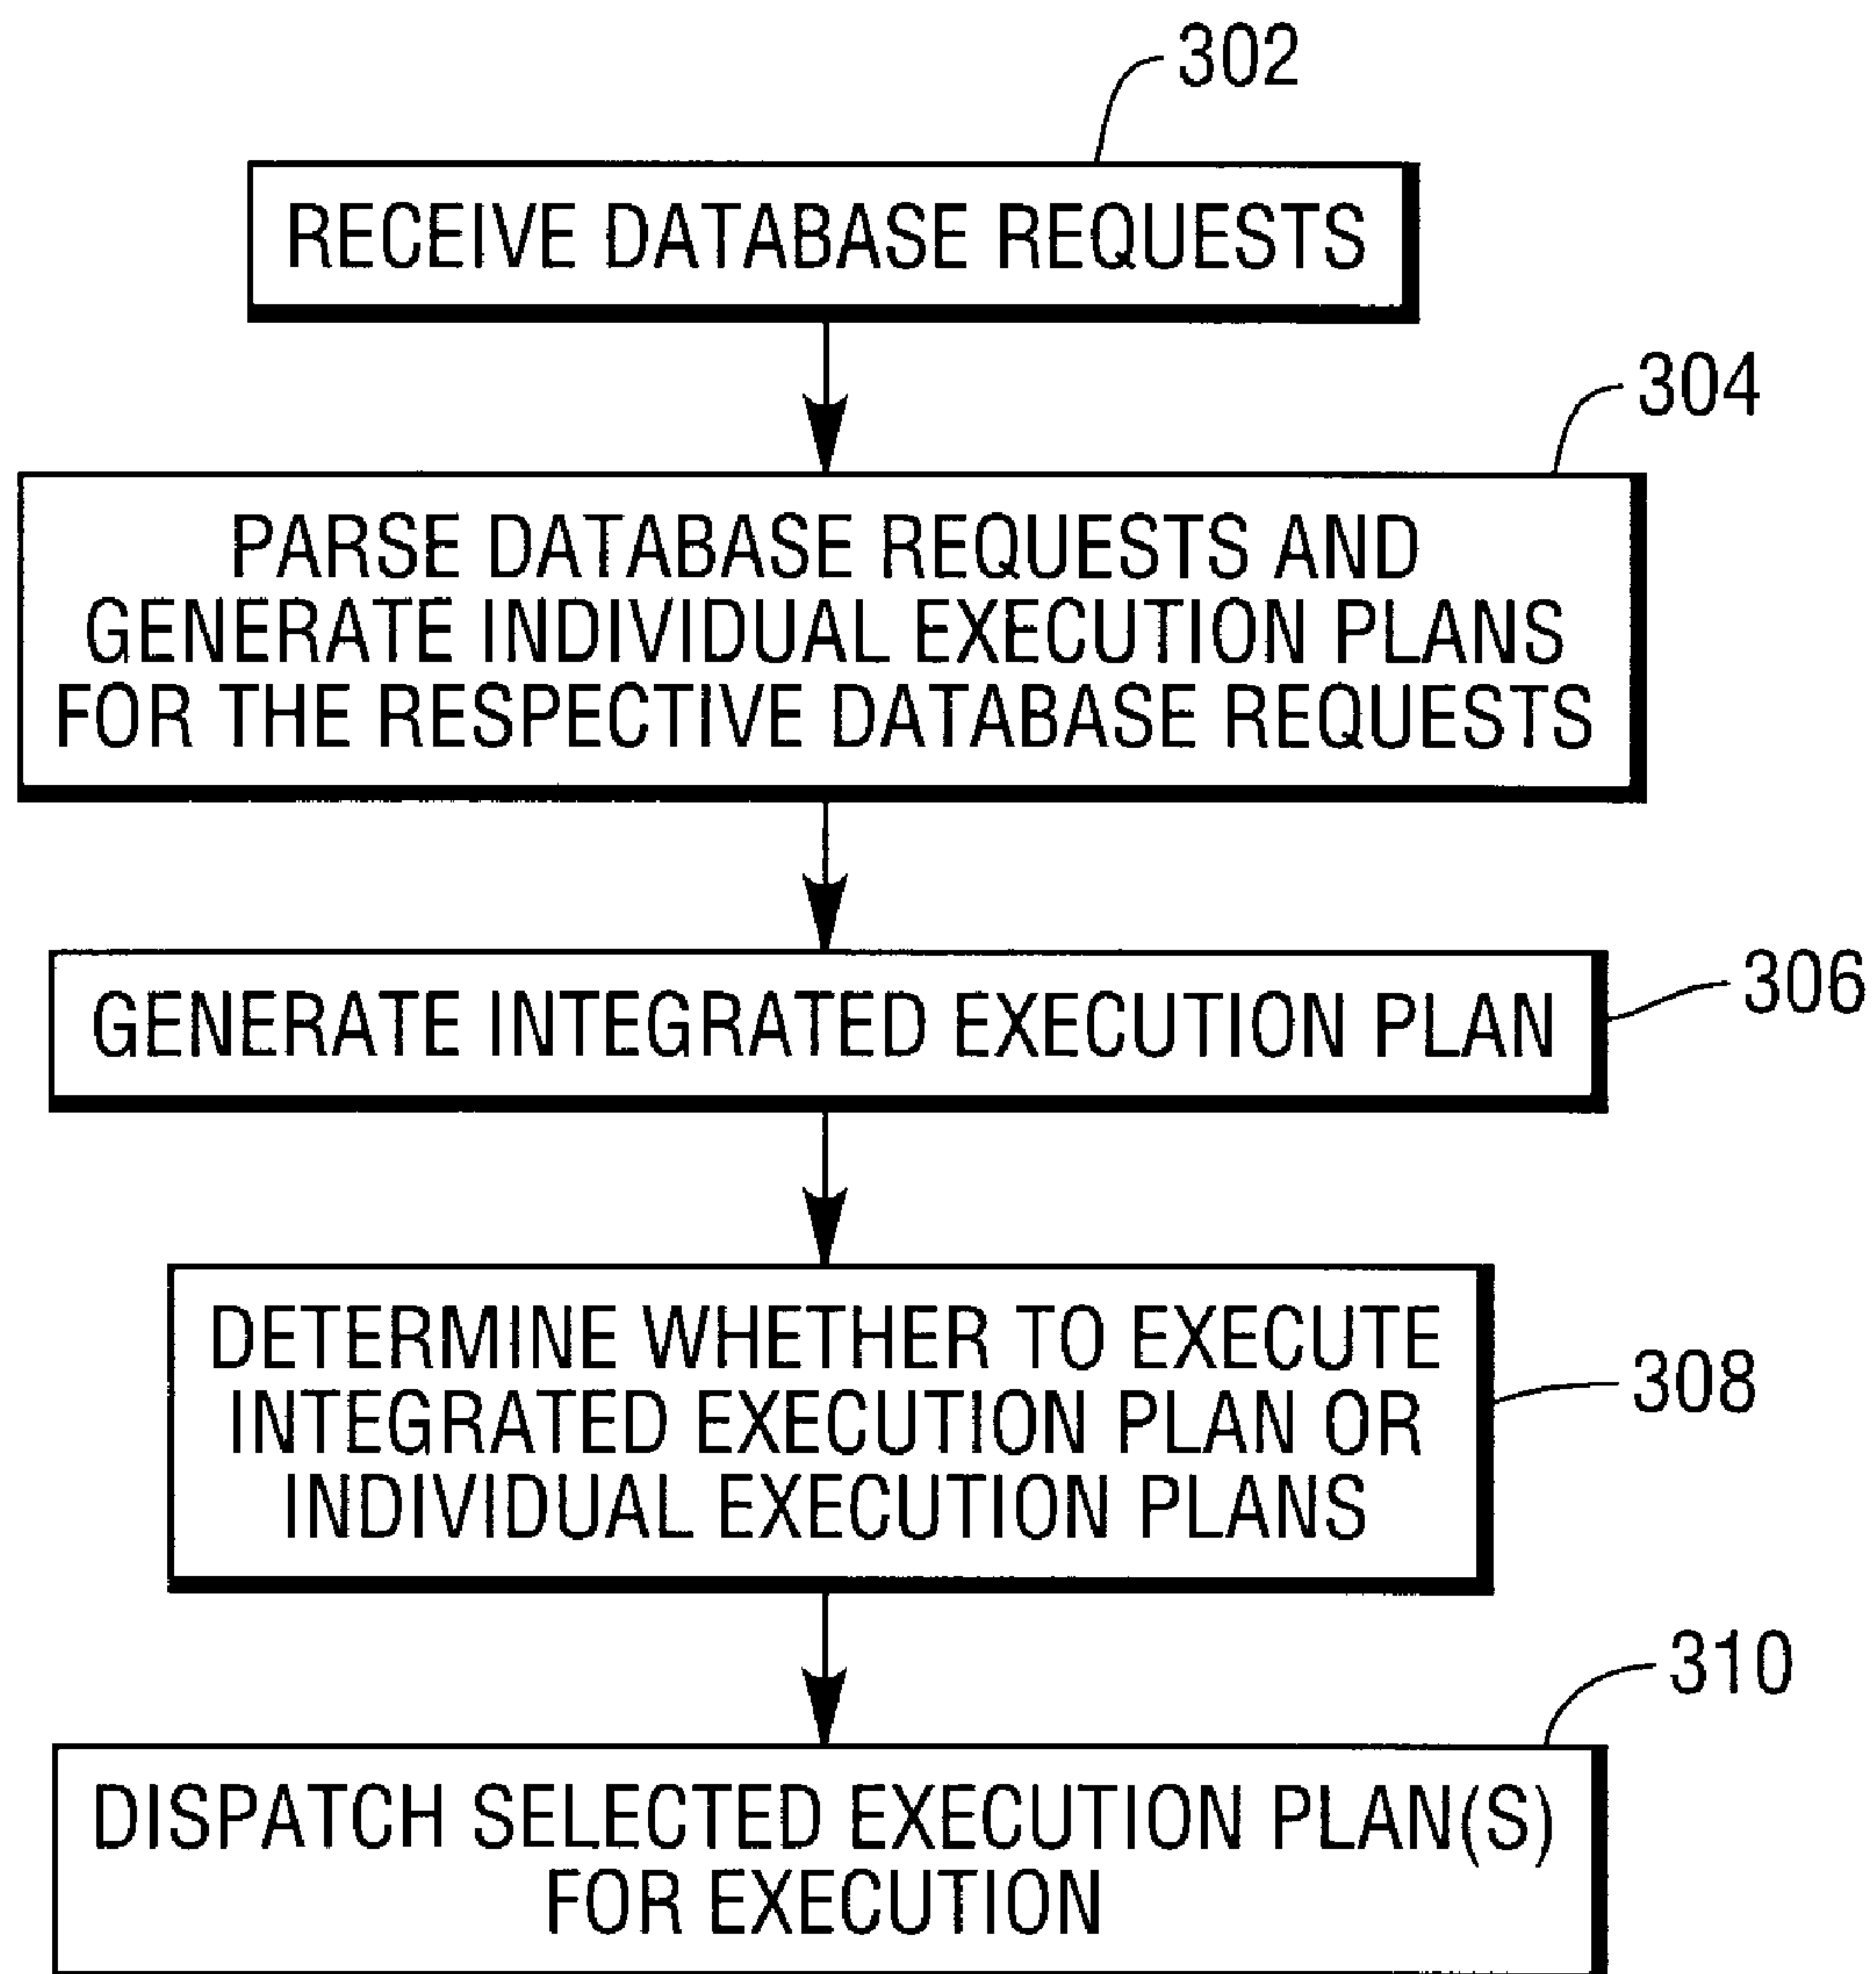 302
RECEIVE DATABASE REQUESTS
304
PARSE DATABASE REQUESTS AND
GENERATE INDIVIDUAL EXECUTION PLANS
FOR THE RESPECTIVE DATABASE REQUESTS
306
GENERATE INTEGRATED EXECUTION PLAN
DETERMINE WHETHER TO EXECUTE
INTEGRATED EXECUTION PLAN OR
INDIVIDUAL EXECUTION PLANS
308
310
DISPATCH SELECTED EXECUTION PLAN(S)
FOR EXECUTION